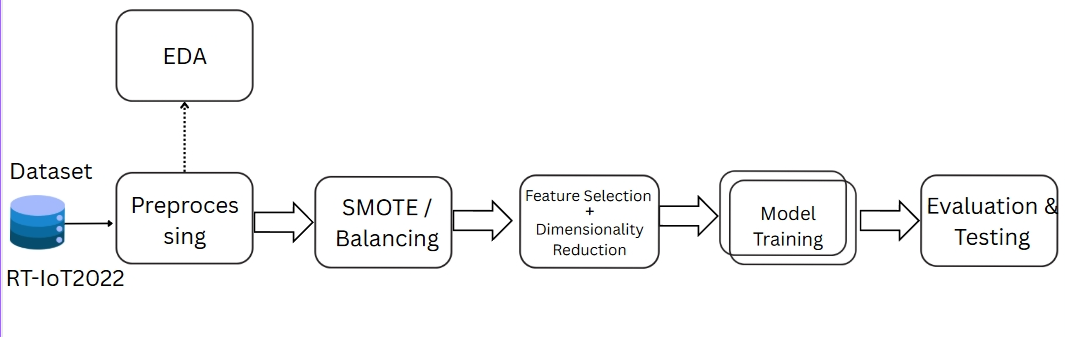 EDA
Dataset
RT-IoT2022
Preproces
sing
SMOTE /
Balancing
Feature Selection
+
Dimensionality
Reduction
Model
Training
Evaluation &
Testing